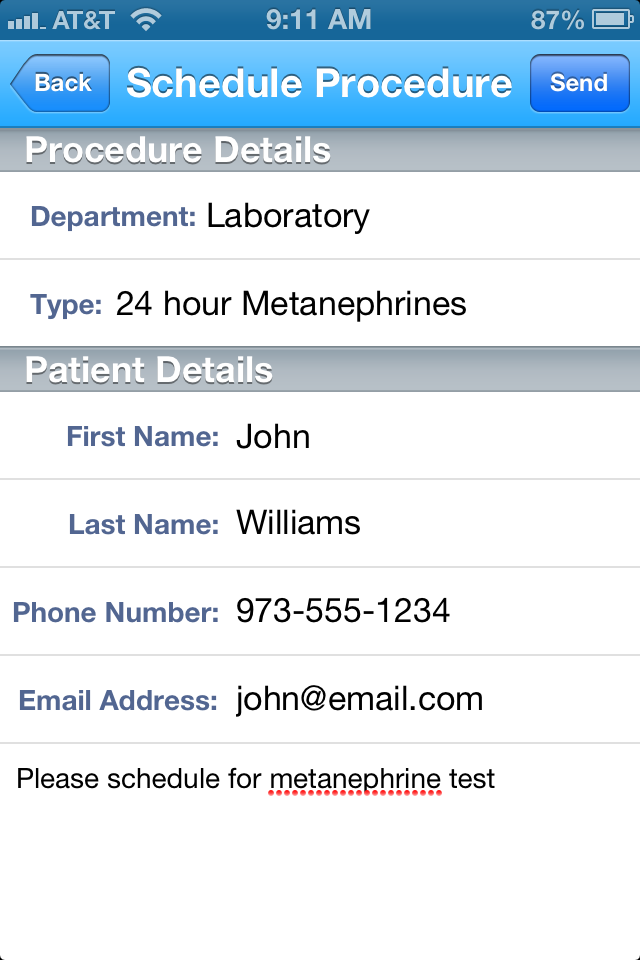 AT&T 9:11 AM 87%
Back Schedule Procedure Send
Procedure Details
Department: Laboratory
Type: 24 hour Metanephrines
Patient Details
First Name: John
Last Name: Williams
Phone Number: 973-555-1234
Email Address: john@email.com
Please schedule for metanephrine test